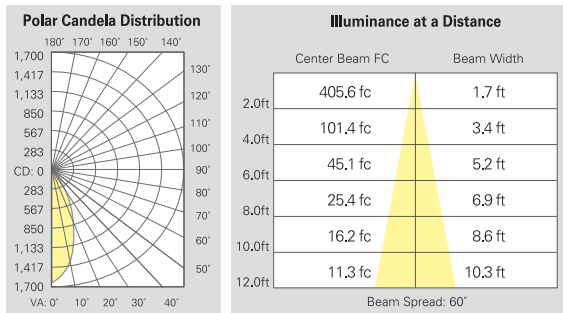 Polar Candela Distribution
180° 170° 160° 150° 140°
1,700
1,417
1,133
850
567
283
CD: 0
283
567
850
1,133
1,417
1,700
130°
120°
110°
100°
90°
80°
70°
60°
50°
VA: 0° 10° 20° 30° 40°
Illuminance at a Distance
Center Beam FC Beam Width
2.0ft 405.6 fc 1.7 ft
4.0ft 101.4 fc 3.4 ft
6.0ft 45.1 fc 5.2 ft
8.0ft 25.4 fc 6.9 ft
10.0ft 16.2 fc 8.6 ft
12.0ft 11.3 fc 10.3 ft
Beam Spread: 60°